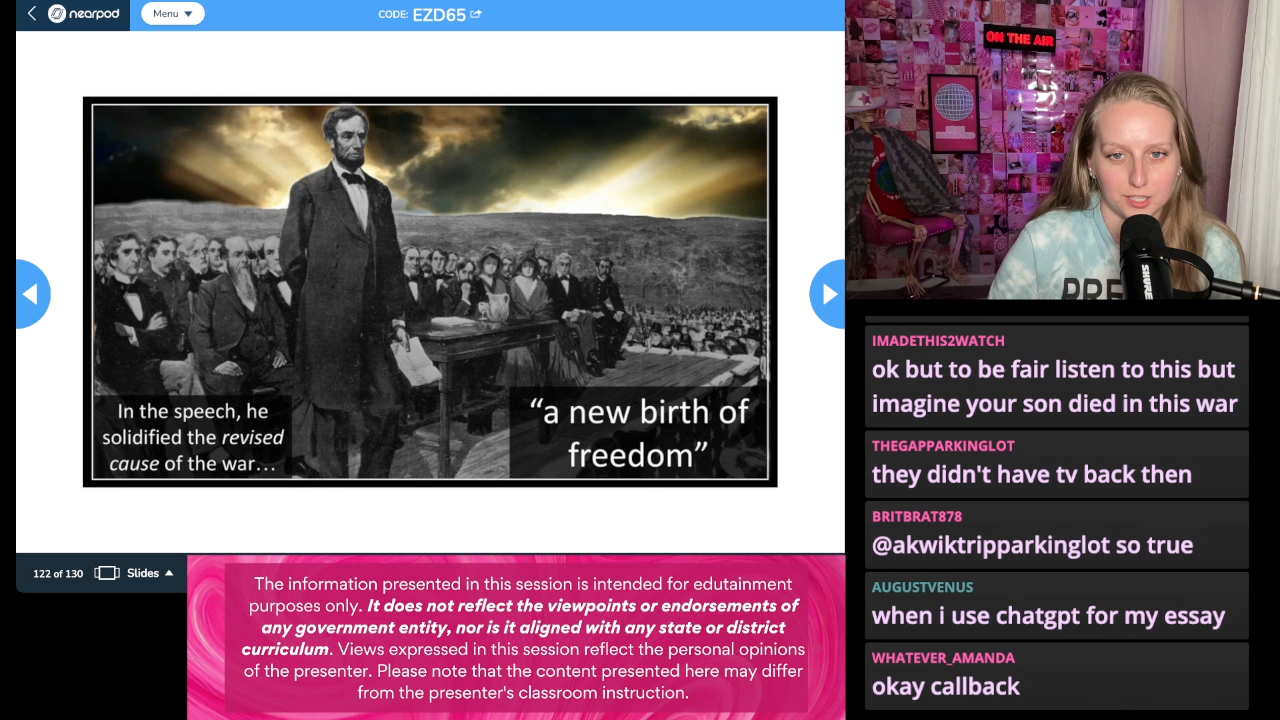 nearpod
Menu
CODE: EZD65
In the speech, he
solidified the revised
cause of the war…
“a new birth of
freedom”
122 of 130
Slides
The information presented in this session is intended for edutainment
purposes only. It does not reflect the viewpoints or endorsements of
any government entity, nor is it aligned with any state or district
curriculum. Views expressed in this session reflect the personal opinions
of the presenter. Please note that the content presented here may differ
from the presenter's classroom instruction.
ON THE AIR
SHURE
IMADETHIS2WATCH
ok but to be fair listen to this but
imagine your son died in this war
THEGAPPARKINGLOT
they didn't have tv back then
BRITBRAT878
@akwiktripparkinglot so true
AUGUSTVENUS
when i use chatgpt for my essay
WHATEVER_AMANDA
okay callback